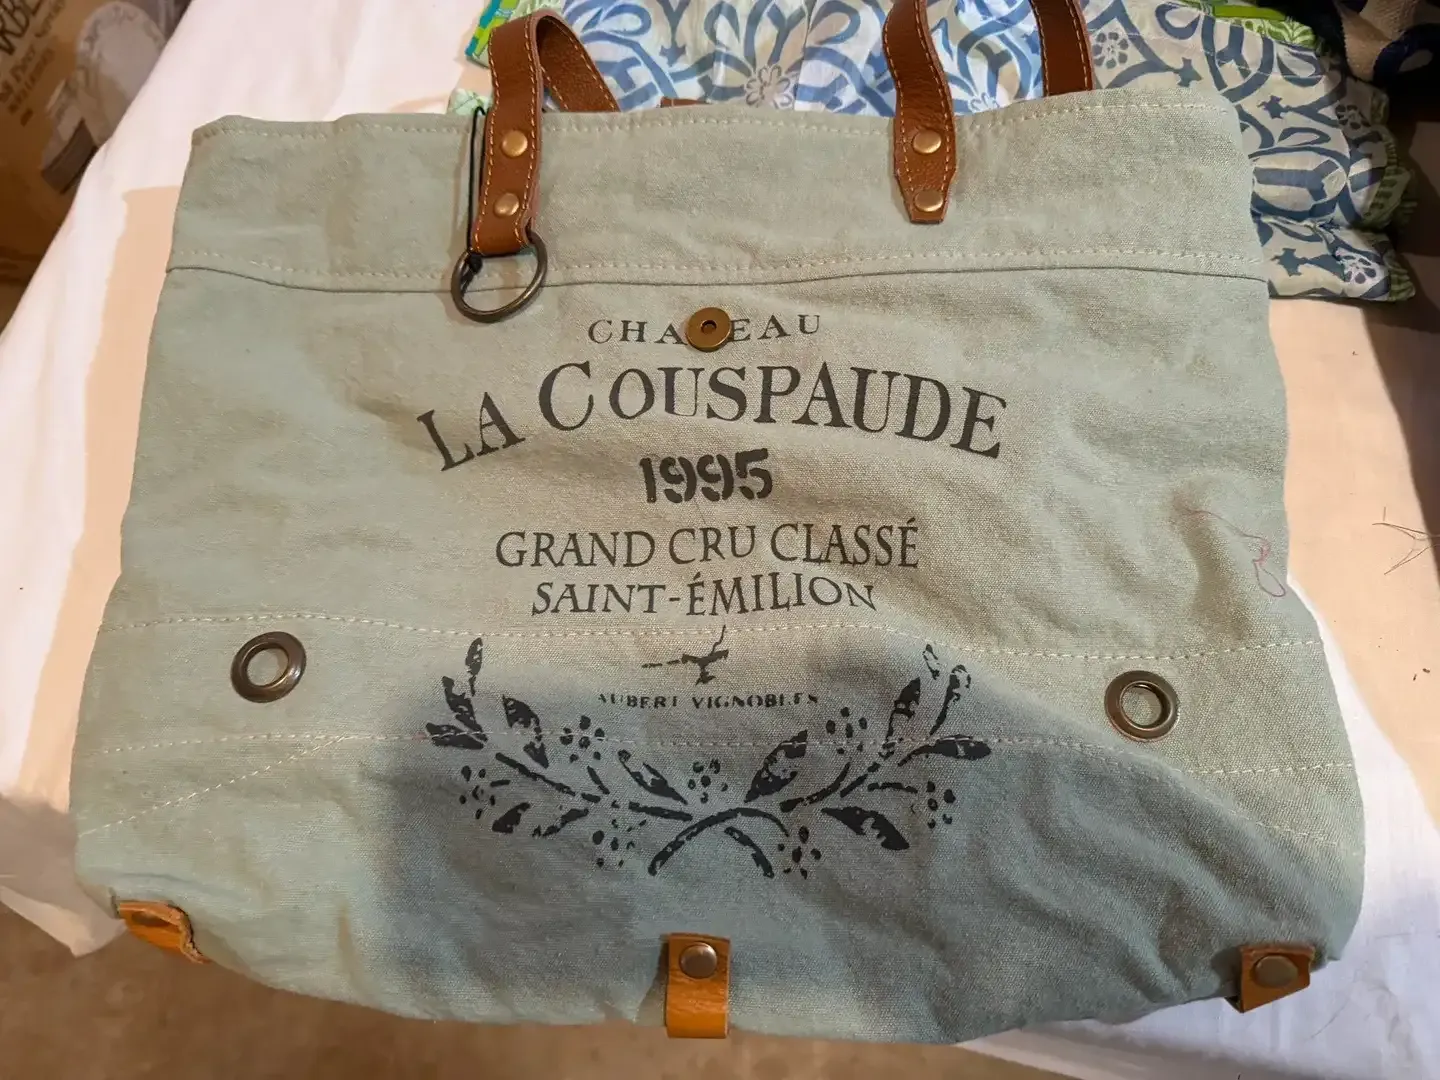 CHATEAU
LA COUSPAUDE
1995
GRAND CRU CLASSÉ
SAINT-ÉMILION
AUBERT VIGNOBLES